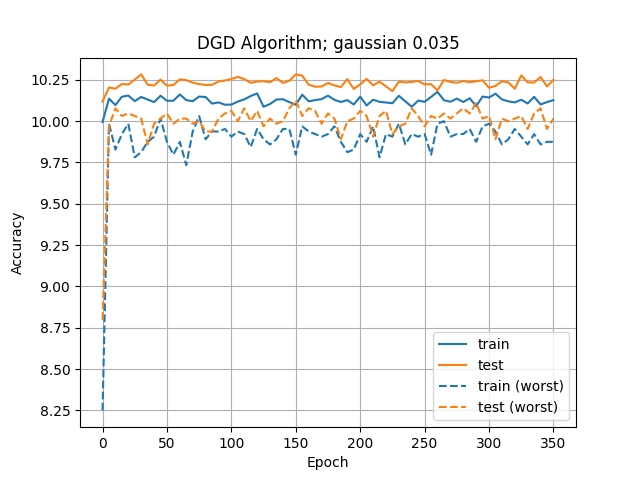 DGD Algorithm; gaussian 0.035
10.25
10.00
9.75
9.50
9.25
9.00
8.75
8.50
8.25
Accuracy
train
test
train (worst)
test (worst)
0 50 100 150 200 250 300 350
Epoch